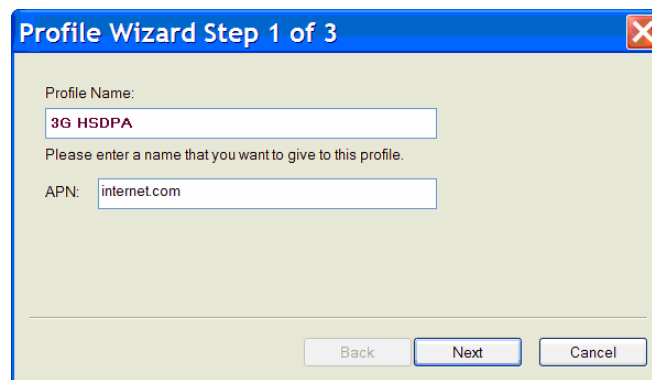 Profile Wizard Step 1 of 3
Profile Name:
3G HSDPA
Please enter a name that you want to give to this profile.
APN: internet.com
Back Next Cancel